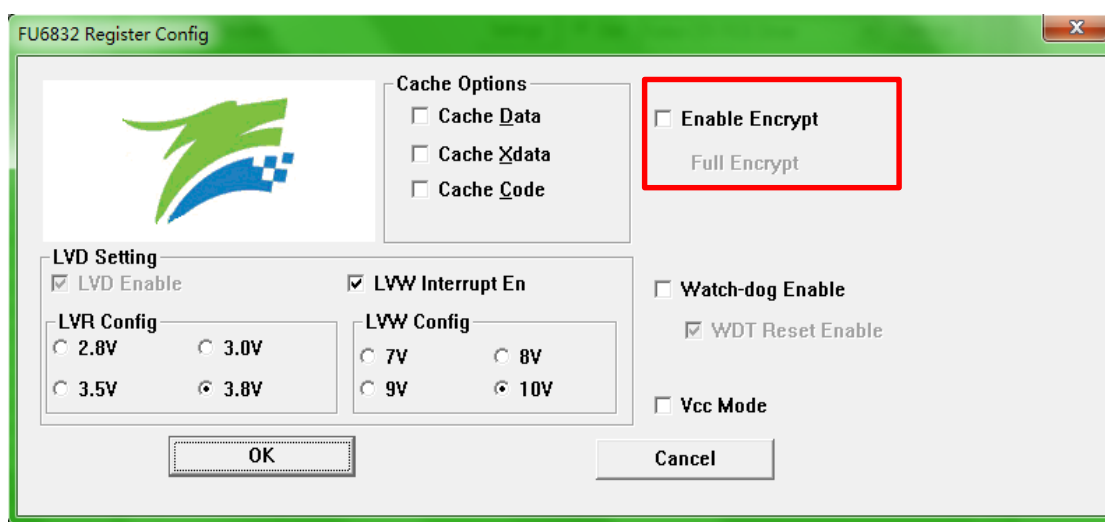 FU6832 Register Config
x
Cache Options
Cache Data
Cache Xdata
Cache Code
Enable Encrypt
Full Encrypt
LVD Setting
LVD Enable
LVW Interrupt En
LVR Config
2.8V 3.0V
3.5V 3.8V
LVW Config
7V 8V
9V 10V
Watch-dog Enable
WDT Reset Enable
Vcc Mode
OK
Cancel